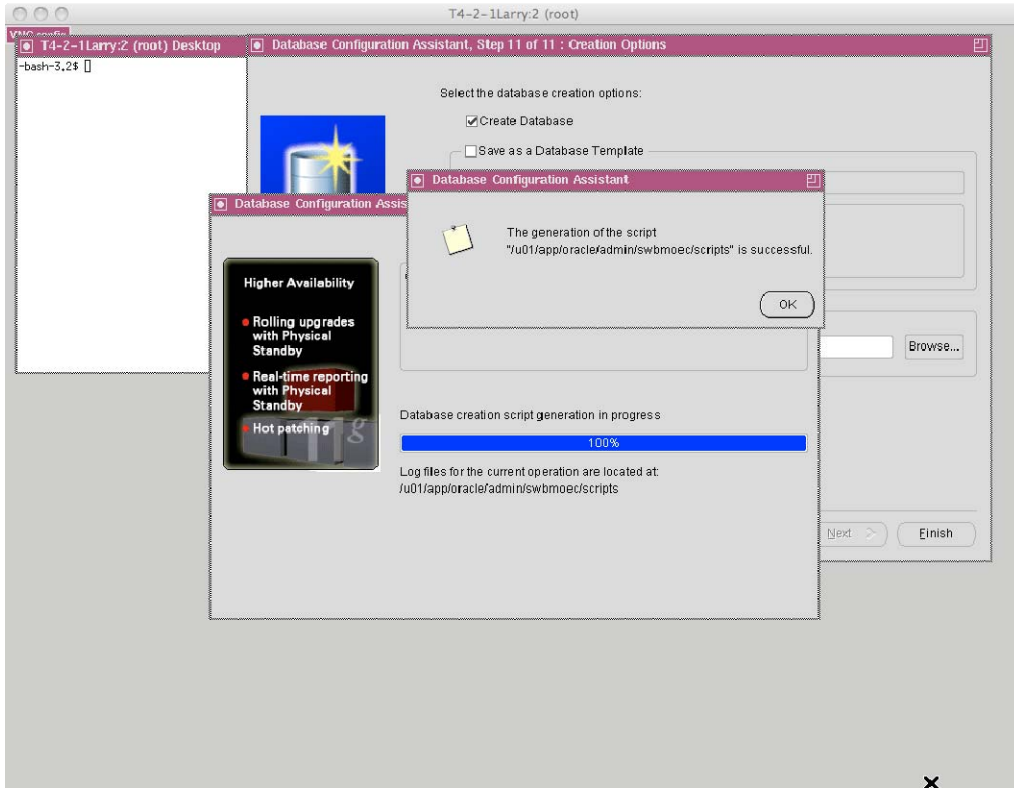 T4-2-1Larry:2 (root)
VNC config
T4-2-1Larry:2 (root) Desktop
-bash-3.2$ []
Database Configuration Assistant, Step 11 of 11 : Creation Options
Select the database creation options:
Create Database
Save as a Database Template
Database Configuration Assistant
The generation of the script
"/u01/app/oracle/admin/swbmoec/scripts" is successful.
OK
Browse...
Database Configuration Assis
Higher Availability
Rolling upgrades
with Physical
Standby
Real-time reporting
with Physical
Standby
Hot patching
11g
Database creation script generation in progress
100%
Log files for the current operation are located at:
/u01/app/oracle/admin/swbmoec/scripts
Next >
Finish